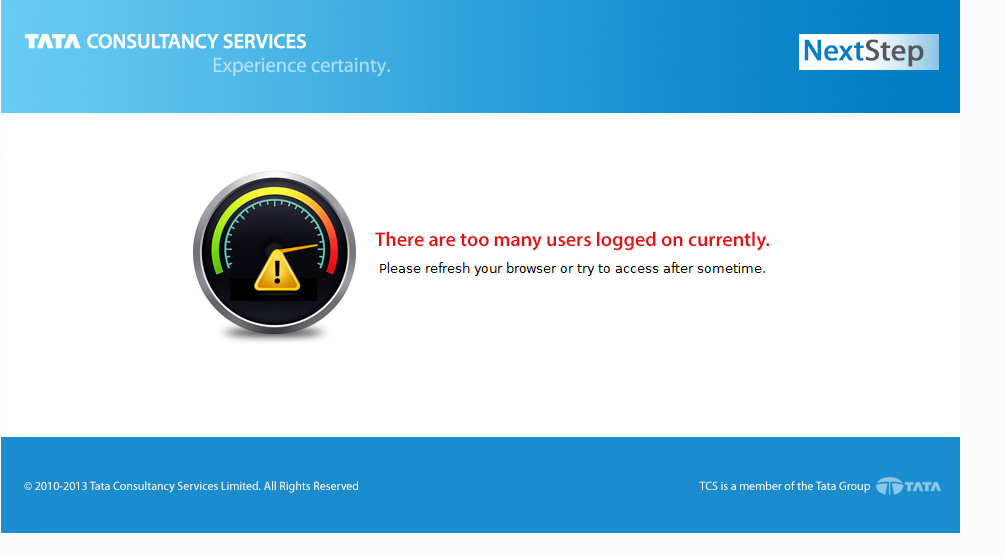 TATA CONSULTANCY SERVICES
Experience certainty.
NextStep
There are too many users logged on currently.
Please refresh your browser or try to access after sometime.
!
© 2010-2013 Tata Consultancy Services Limited. All Rights Reserved
TCS is a member of the Tata Group TATA